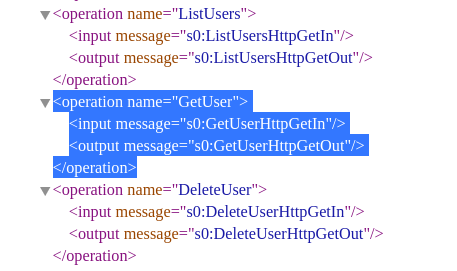 <operation name="ListUsers">
<input message="s0:ListUsersHttpGetIn"/>
<output message="s0:ListUsersHttpGetOut"/>
</operation>
<operation name="GetUser">
<input message="s0:GetUserHttpGetIn"/>
<output message="s0:GetUserHttpGetOut"/>
</operation>
<operation name="DeleteUser">
<input message="s0:DeleteUserHttpGetIn"/>
<output message="s0:DeleteUserHttpGetOut"/>
</operation>